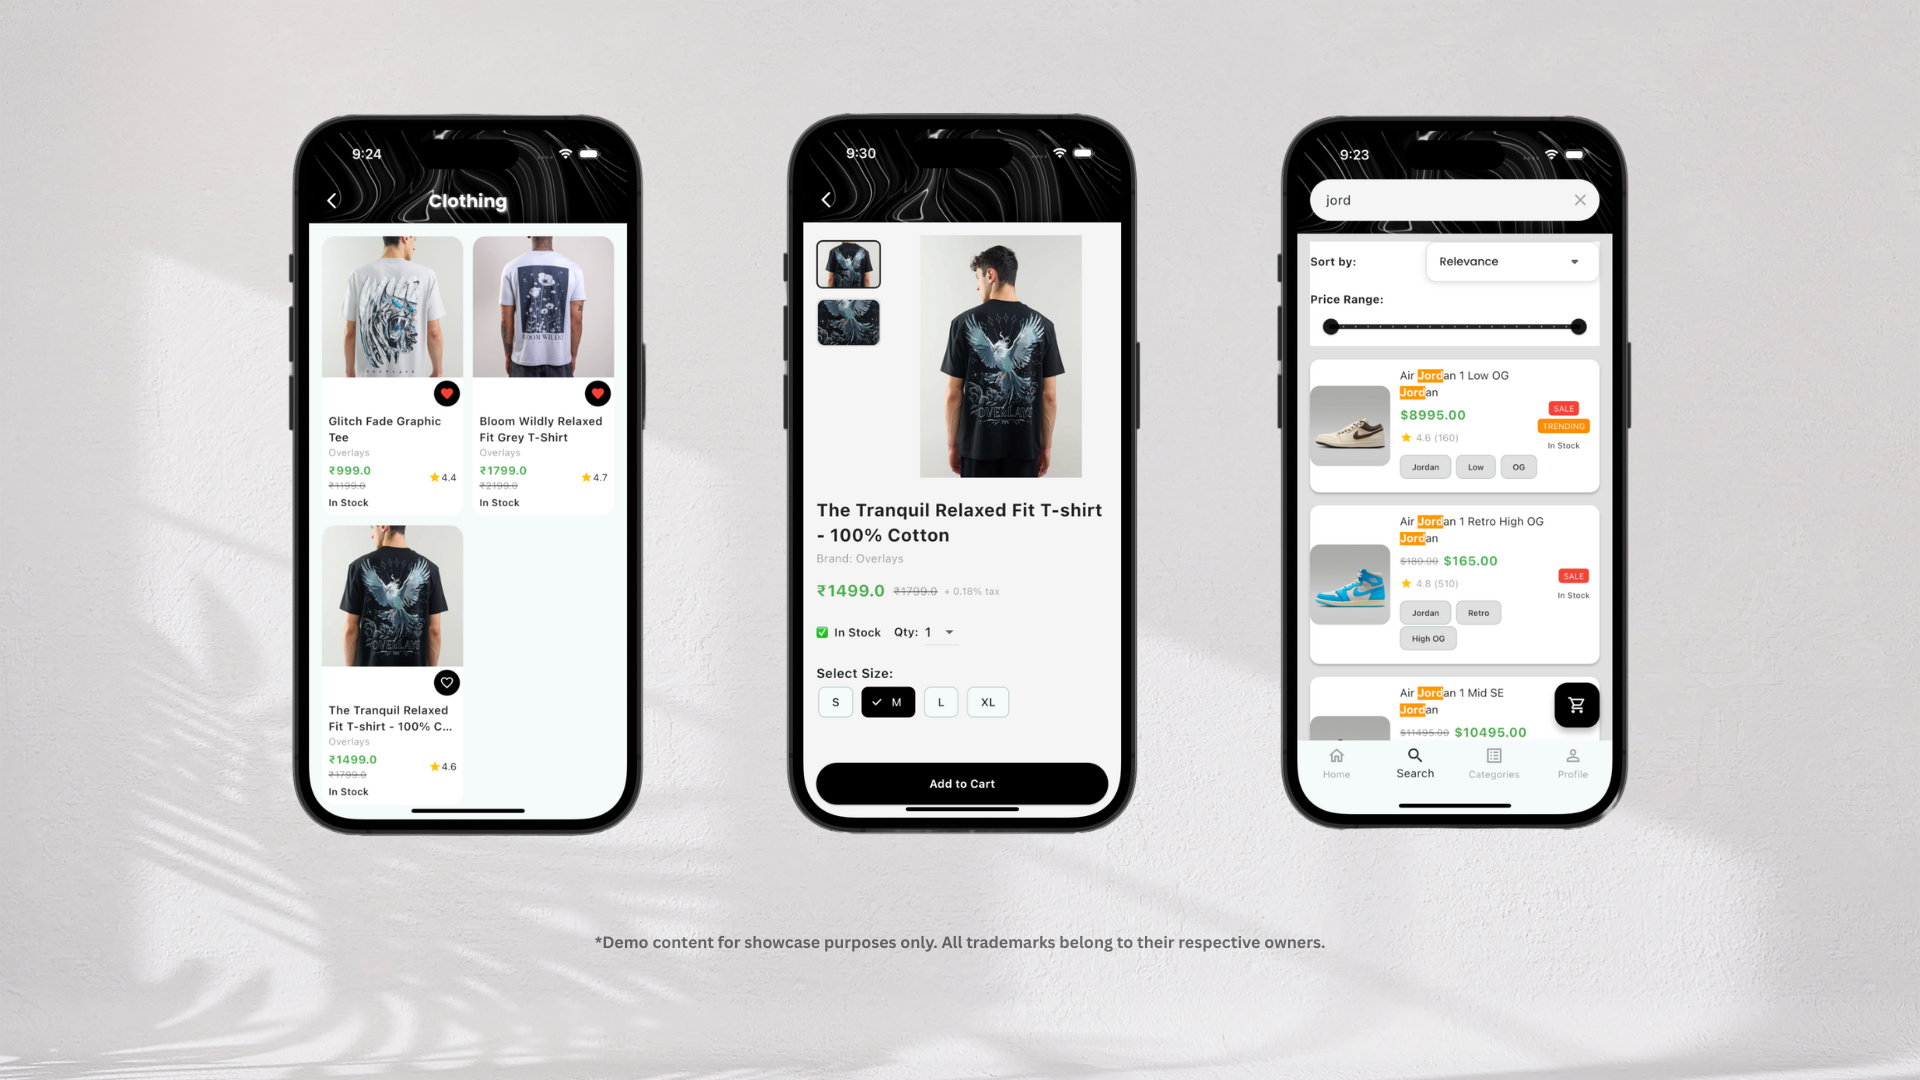 9:24
Clothing
Glitch Fade Graphic
Tee
Overlays
₹999.0
₹1199.0
4.4
In Stock
Bloom Wildly Relaxed
Fit Grey T-Shirt
Overlays
₹1799.0
₹2199.0
4.7
In Stock
OVERLAYS
The Tranquil Relaxed
Fit T-shirt - 100% C...
Overlays
₹1499.0
₹1799.0
4.6
In Stock
9:30
OVERLAYS
The Tranquil Relaxed Fit T-shirt
- 100% Cotton
Brand: Overlays
₹1499.0 ₹1799.0 + 0.18% tax
In Stock Qty: 1
Select Size:
S M L XL
Add to Cart
9:23
jord
Sort by: Relevance
Price Range:
Air Jordan 1 Low OG
Jordan
$8995.00
4.6 (160)
SALE
TRENDING
In Stock
Jordan Low OG
Air Jordan 1 Retro High OG
Jordan
$180.00 $165.00
4.8 (510)
SALE
In Stock
Jordan Retro
High OG
Air Jordan 1 Mid SE
Jordan
$11495.00 $10495.00
Home Search Categories Profile
*Demo content for showcase purposes only. All trademarks belong to their respective owners.